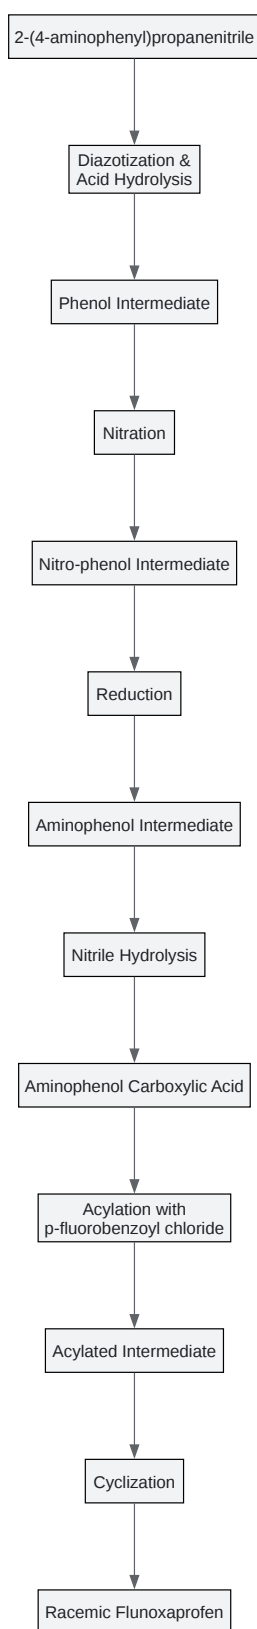 2-(4-aminophenyl)propanenitrile
Diazotization &
Acid Hydrolysis
Phenol Intermediate
Nitration
Nitro-phenol Intermediate
Reduction
Aminophenol Intermediate
Nitrile Hydrolysis
Aminophenol Carboxylic Acid
Acylation with
p-fluorobenzoyl chloride
Acylated Intermediate
Cyclization
Racemic Flunoxaprofen